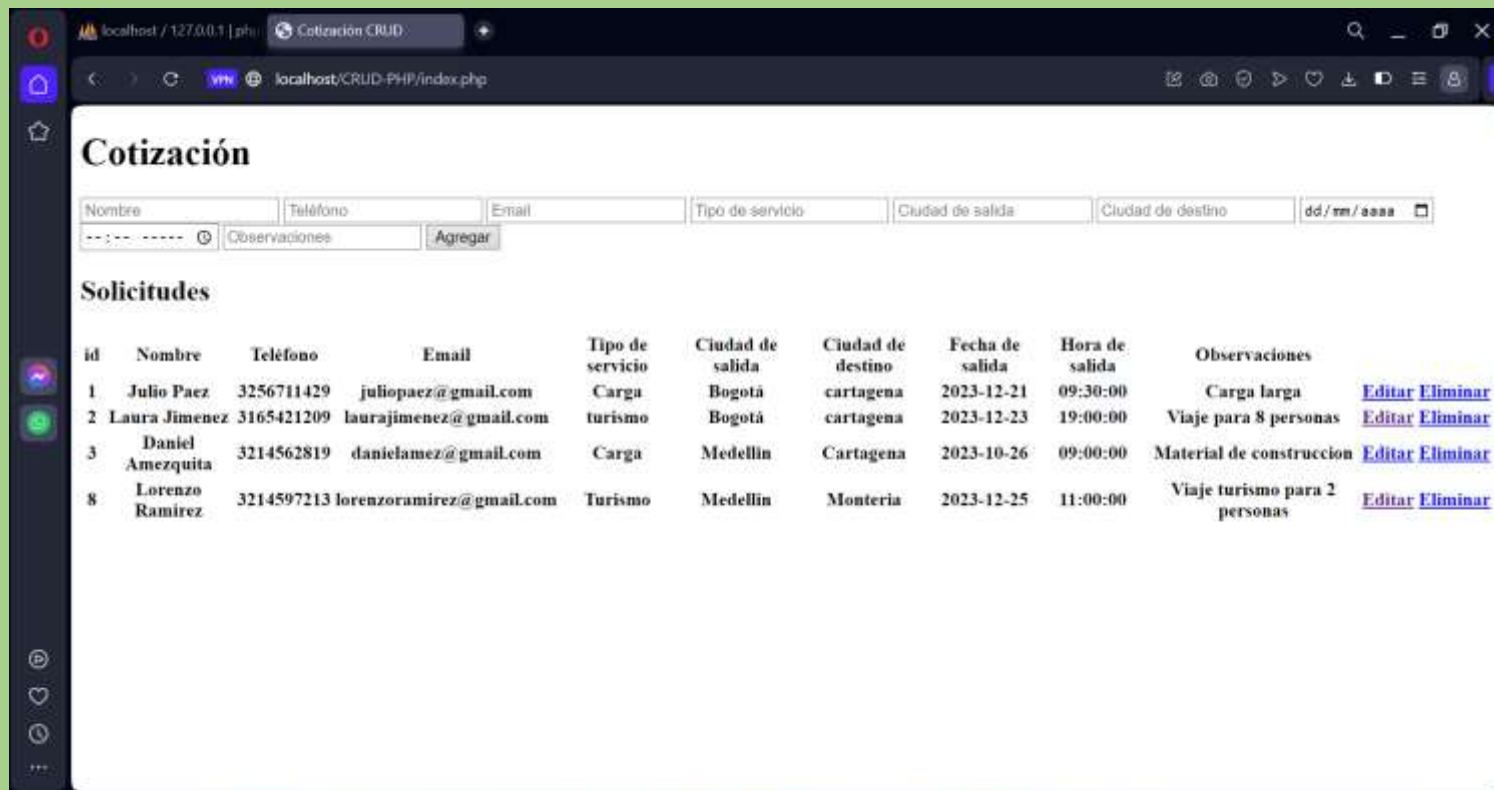 localhost / 127.0.0.1 | ph
Cotización CRUD
VPN localhost/CRUD-PHP/index.php
Cotización
Nombre Teléfono Email Tipo de servicio Ciudad de salida Ciudad de destino dd/mm/aaaa
--:-- ----- Observaciones Agregar
Solicitudes
id Nombre Teléfono Email Tipo de servicio Ciudad de salida Ciudad de destino Fecha de salida Hora de salida Observaciones
1 Julio Paez 3256711429 juliopaez@gmail.com Carga Bogotá cartagena 2023-12-21 09:30:00 Carga larga Editar Eliminar
2 Laura Jimenez 3165421209 laurajimenez@gmail.com turismo Bogotá cartagena 2023-12-23 19:00:00 Viaje para 8 personas Editar Eliminar
3 Daniel Amezquita 3214562819 danielamez@gmail.com Carga Medellin Cartagena 2023-10-26 09:00:00 Material de construccion Editar Eliminar
8 Lorenzo Ramirez 3214597213 lorenzoramirez@gmail.com Turismo Medellin Monteria 2023-12-25 11:00:00 Viaje turismo para 2 personas Editar Eliminar